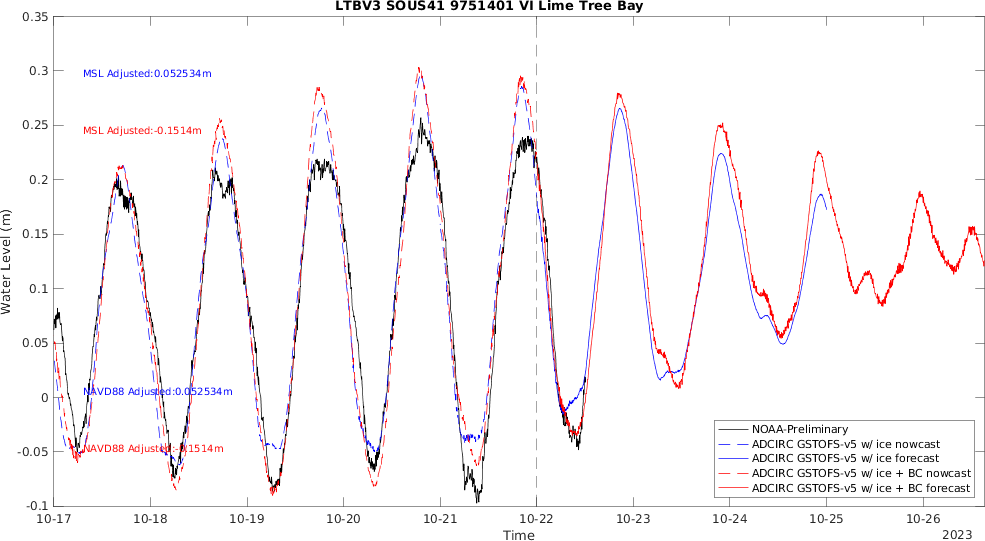 LTBV3 SOUS41 9751401 VI Lime Tree Bay
0.35
0.3
0.25
0.2
0.15
0.1
0.05
0
-0.05
-0.1
Water Level (m)
MSL Adjusted:0.052534m
MSL Adjusted:-0.1514m
NAVD88 Adjusted:0.052534m
NAVD88 Adjusted:-0.1514m
NOAA-Preliminary
ADCIRC GSTOFS-v5 w/ ice nowcast
ADCIRC GSTOFS-v5 w/ ice forecast
ADCIRC GSTOFS-v5 w/ ice + BC nowcast
ADCIRC GSTOFS-v5 w/ ice + BC forecast
10-17 10-18 10-19 10-20 10-21 10-22 10-23 10-24 10-25 10-26
Time
2023